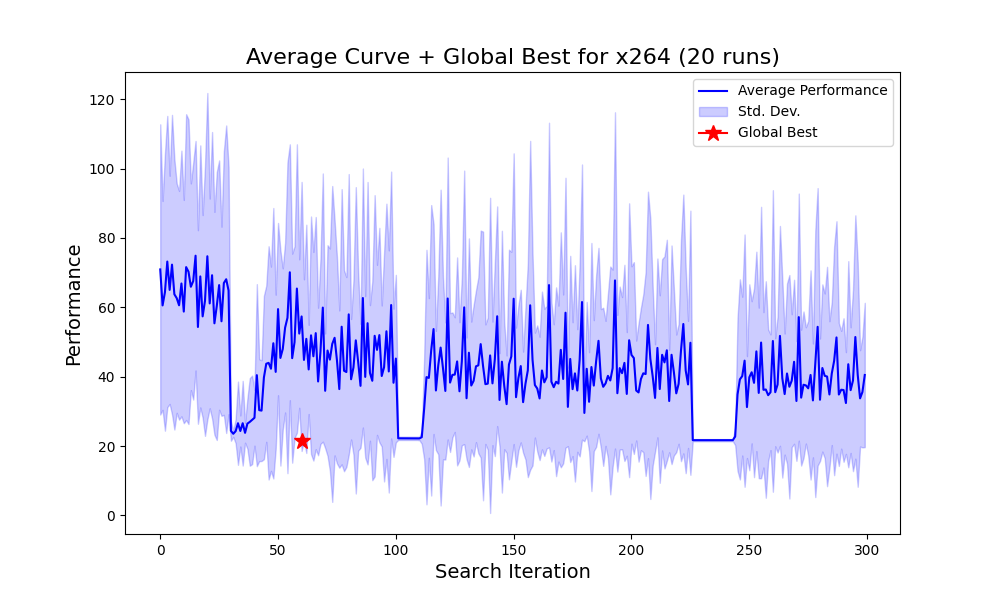 Average Curve + Global Best for x264 (20 runs)
Average Performance
Std. Dev.
Global Best
Performance
120
100
80
60
40
20
0
0 50 100 150 200 250 300
Search Iteration